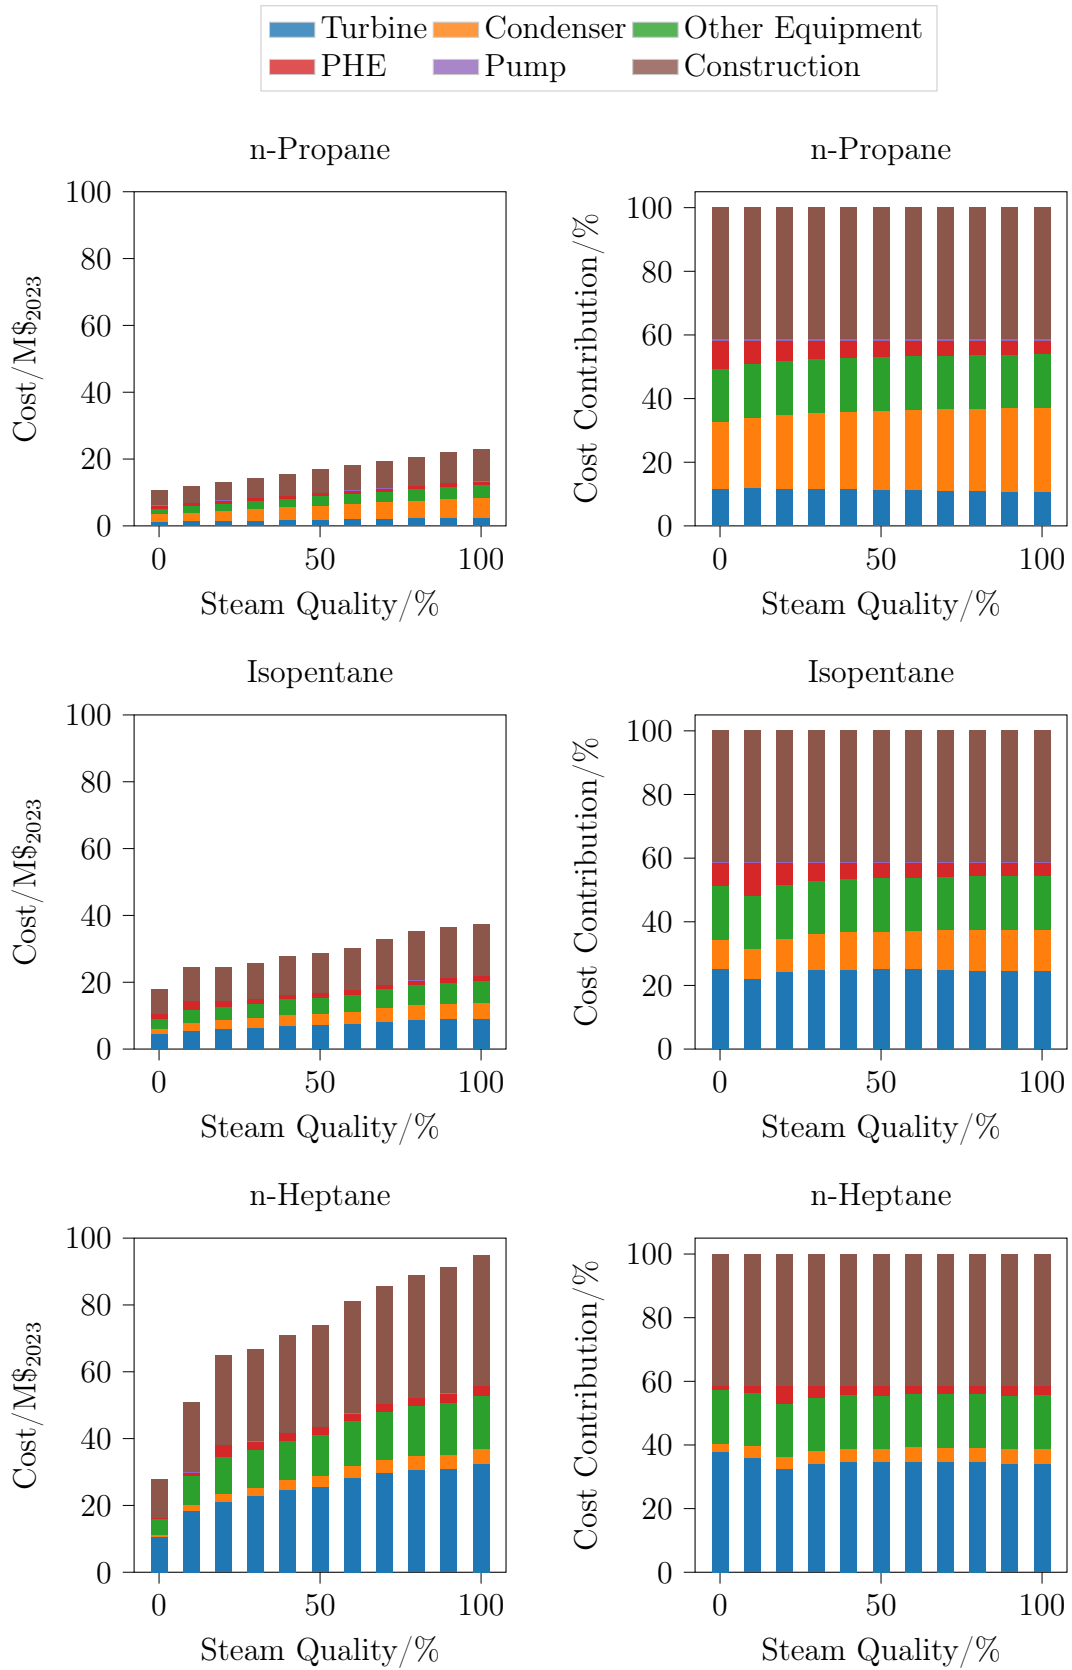 Turbine Condenser Other Equipment
PHE Pump Construction
n-Propane
100
80
60
40
20
0
Cost/M$2023
0 50 100
Steam Quality/%
n-Propane
100
80
60
40
20
0
Cost Contribution/%
0 50 100
Steam Quality/%
Isopentane
100
80
60
40
20
0
Cost/M$2023
0 50 100
Steam Quality/%
Isopentane
100
80
60
40
20
0
Cost Contribution/%
0 50 100
Steam Quality/%
n-Heptane
100
80
60
40
20
0
Cost/M$2023
0 50 100
Steam Quality/%
n-Heptane
100
80
60
40
20
0
Cost Contribution/%
0 50 100
Steam Quality/%